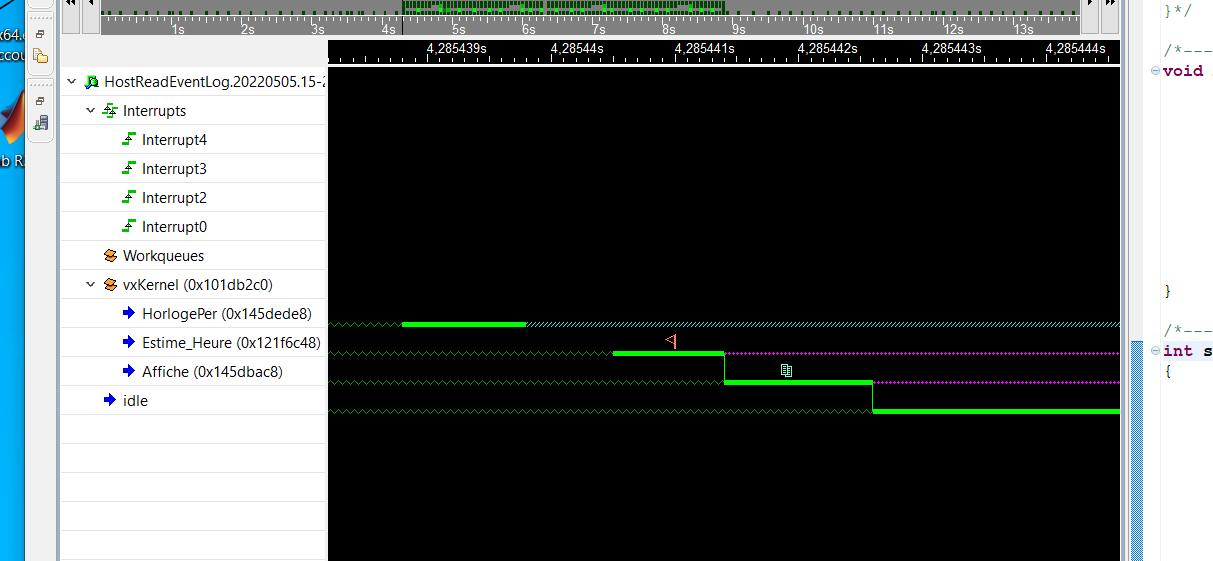 x64.e
ccou
b R
1s 2s 3s 4s 5s 6s 7s 8s 9s 10s 11s 12s 13s
4,285439s 4,28544s 4,285441s 4,285442s 4,285443s 4,285444s
HostReadEventLog.20220505.15-2
Interrupts
Interrupt4
Interrupt3
Interrupt2
Interrupt0
Workqueues
vxKernel (0x101db2c0)
HorlogePer (0x145dede8)
Estime_Heure (0x121f6c48)
Affiche (0x145dbac8)
idle
}*/
/*----
void
}
/*----
int s
{